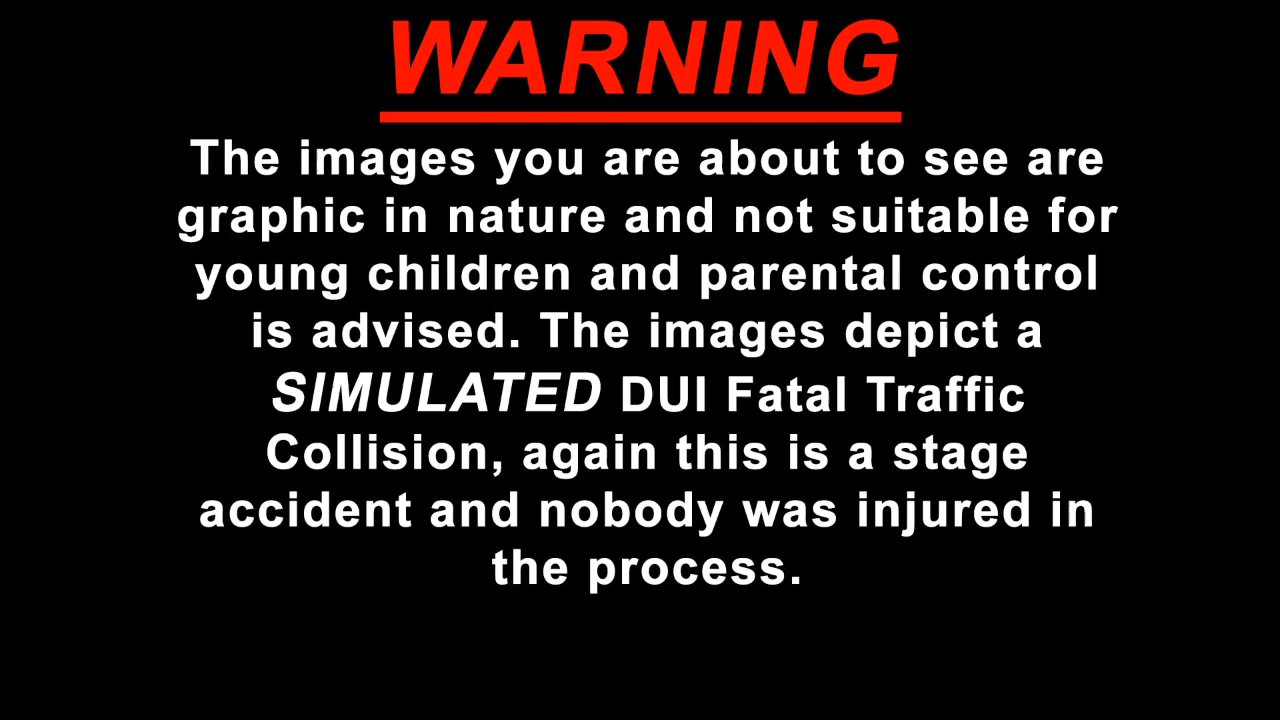 WARNING
The images you are about to see are
graphic in nature and not suitable for
young children and parental control
is advised. The images depict a
SIMULATED DUI Fatal Traffic
Collision, again this is a stage
accident and nobody was injured in
the process.